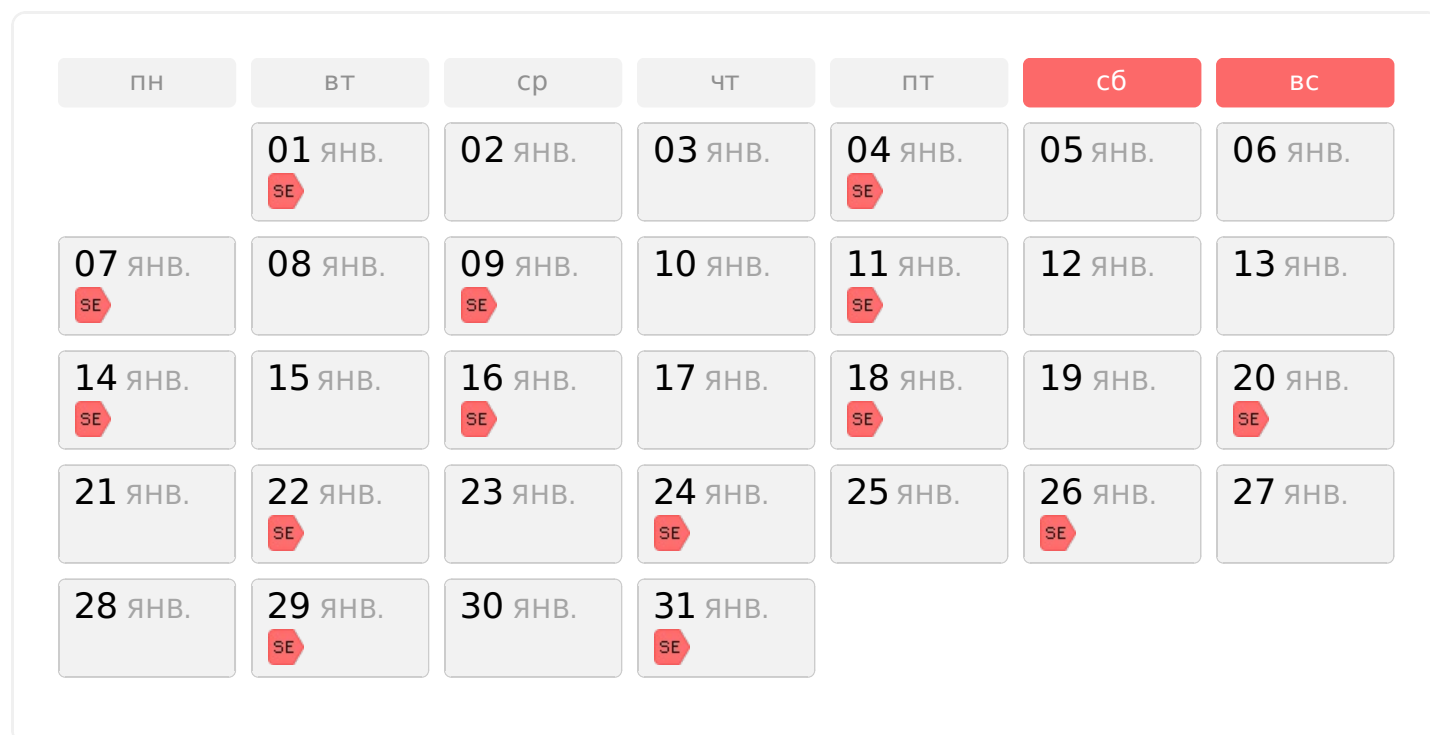 пн вт ср чт пт сб вс
01 янв. 02 янв. 03 янв. 04 янв. 05 янв. 06 янв.
SE SE
07 янв. 08 янв. 09 янв. 10 янв. 11 янв. 12 янв. 13 янв.
SE SE SE
14 янв. 15 янв. 16 янв. 17 янв. 18 янв. 19 янв. 20 янв.
SE SE SE SE
21 янв. 22 янв. 23 янв. 24 янв. 25 янв. 26 янв. 27 янв.
SE SE SE
28 янв. 29 янв. 30 янв. 31 янв.
SE SE